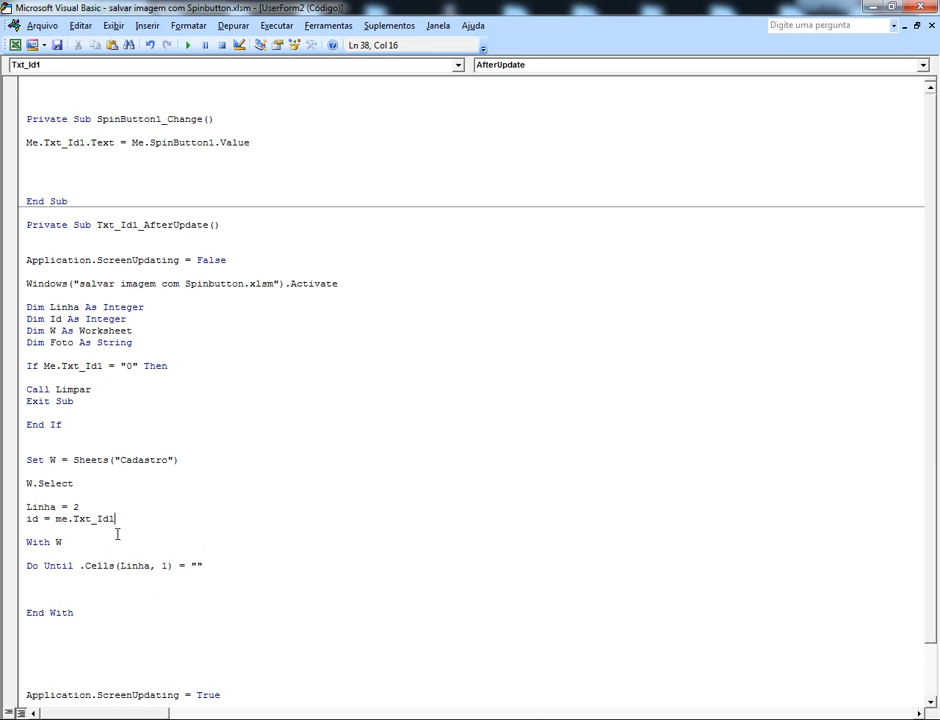 Microsoft Visual Basic - salvar imagem com Spinbutton.xlsm - [UserForm2 (Código)]
Arquivo Editar Exibir Inserir Formatar Depurar Executar Ferramentas Suplementos Janela Ajuda Digite uma pergunta
Ln 38, Col 16
Txt_Id1 AfterUpdate
Private Sub SpinButton1_Change()
Me.Txt_Id1.Text = Me.SpinButton1.Value
End Sub
Private Sub Txt_Id1_AfterUpdate()
Application.ScreenUpdating = False
Windows("salvar imagem com Spinbutton.xlsm").Activate
Dim Linha As Integer
Dim Id As Integer
Dim W As Worksheet
Dim Foto As String
If Me.Txt_Id1 = "0" Then
Call Limpar
Exit Sub
End If
Set W = Sheets("Cadastro")
W.Select
Linha = 2
id = me.Txt_Id1
With W
Do Until .Cells(Linha, 1) = ""
End With
Application.ScreenUpdating = True